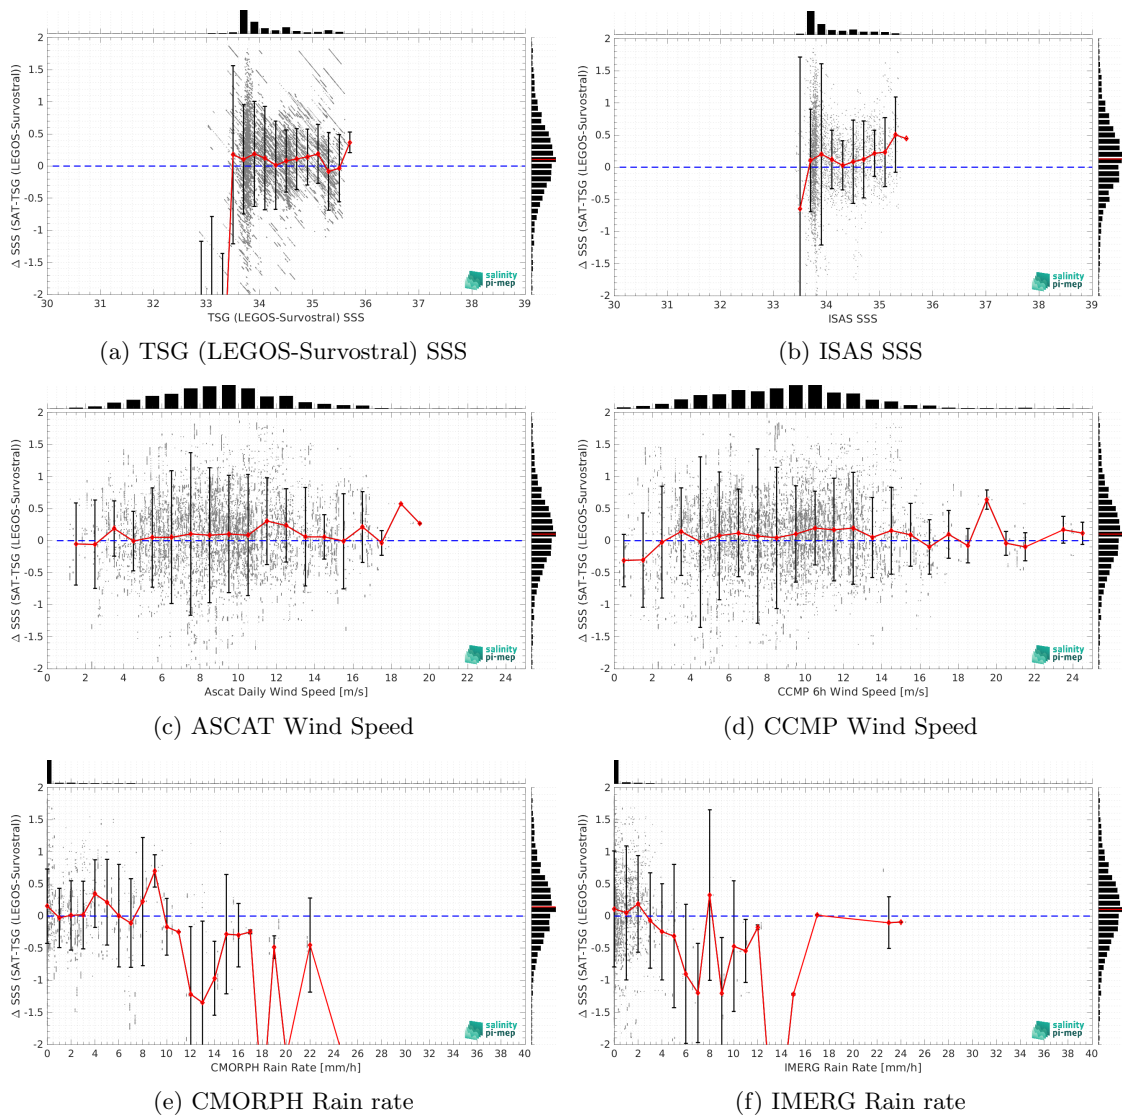 2
1.5
1
0.5
0
-0.5
-1
-1.5
-2
Δ SSS (SAT-TSG (LEGOS-Survostral))
30 31 32 33 34 35 36 37 38 39
TSG (LEGOS-Survostral) SSS
salinity
pi-mep
(a) TSG (LEGOS-Survostral) SSS
2
1.5
1
0.5
0
-0.5
-1
-1.5
-2
Δ SSS (SAT-TSG (LEGOS-Survostral))
30 31 32 33 34 35 36 37 38 39
ISAS SSS
salinity
pi-mep
(b) ISAS SSS
2
1.5
1
0.5
0
-0.5
-1
-1.5
-2
Δ SSS (SAT-TSG (LEGOS-Survostral))
0 2 4 6 8 10 12 14 16 18 20 22 24
Ascat Daily Wind Speed [m/s]
salinity
pi-mep
(c) ASCAT Wind Speed
2
1.5
1
0.5
0
-0.5
-1
-1.5
-2
Δ SSS (SAT-TSG (LEGOS-Survostral))
0 2 4 6 8 10 12 14 16 18 20 22 24
CCMP 6h Wind Speed [m/s]
salinity
pi-mep
(d) CCMP Wind Speed
2
1.5
1
0.5
0
-0.5
-1
-1.5
-2
Δ SSS (SAT-TSG (LEGOS-Survostral))
0 2 4 6 8 10 12 14 16 18 20 22 24 26 28 30 32 34 36 38 40
CMORPH Rain Rate [mm/h]
salinity
pi-mep
(e) CMORPH Rain rate
2
1.5
1
0.5
0
-0.5
-1
-1.5
-2
Δ SSS (SAT-TSG (LEGOS-Survostral))
0 2 4 6 8 10 12 14 16 18 20 22 24 26 28 30 32 34 36 38 40
IMERG Rain Rate [mm/h]
salinity
pi-mep
(f) IMERG Rain rate